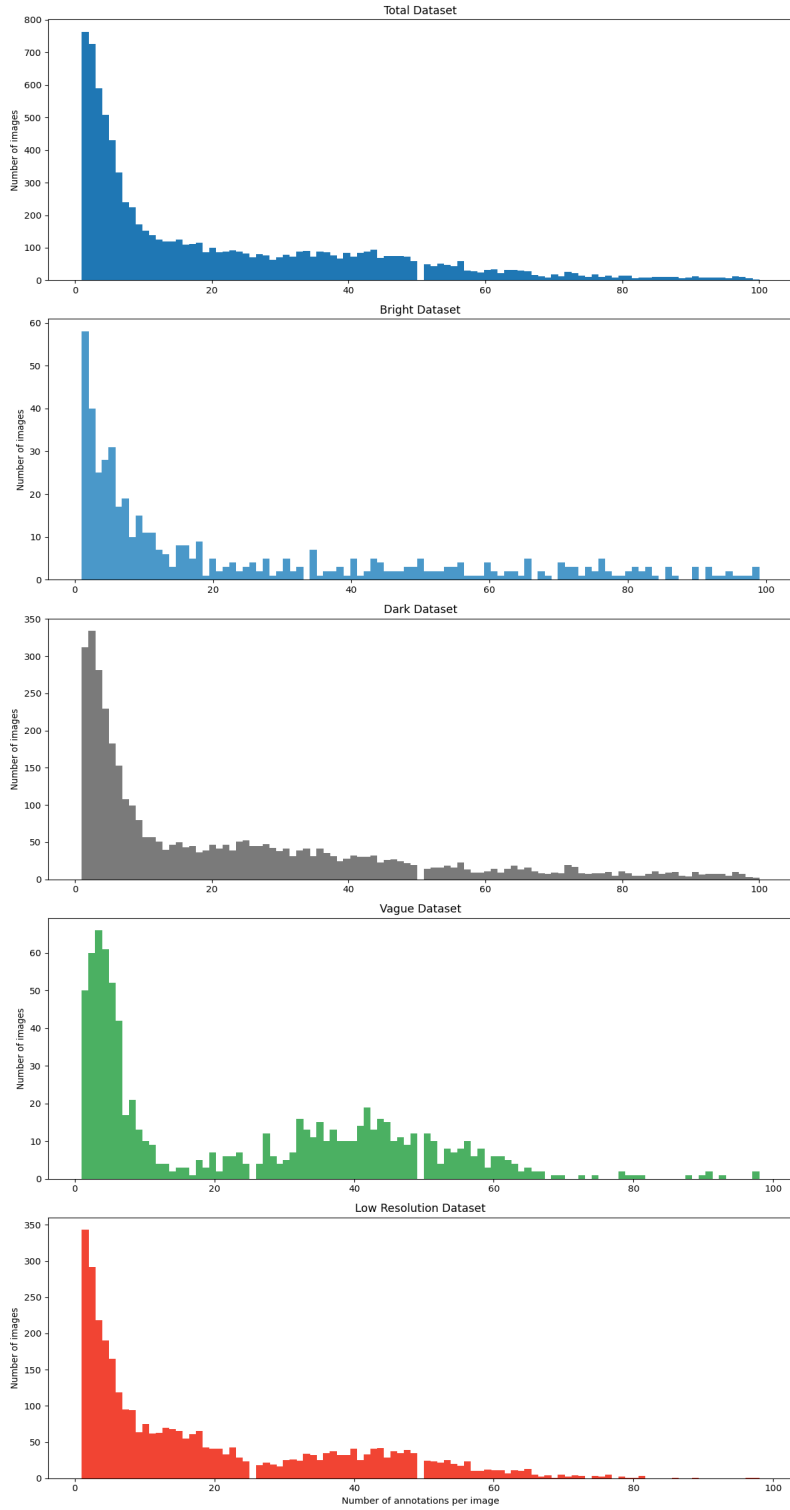 Total Dataset
Number of images
800
700
600
500
400
300
200
100
0
0 20 40 60 80 100
Bright Dataset
Number of images
60
50
40
30
20
10
0
0 20 40 60 80 100
Dark Dataset
Number of images
350
300
250
200
150
100
50
0
0 20 40 60 80 100
Vague Dataset
Number of images
60
50
40
30
20
10
0
0 20 40 60 80 100
Low Resolution Dataset
Number of images
350
300
250
200
150
100
50
0
0 20 40 60 80 100
Number of annotations per image